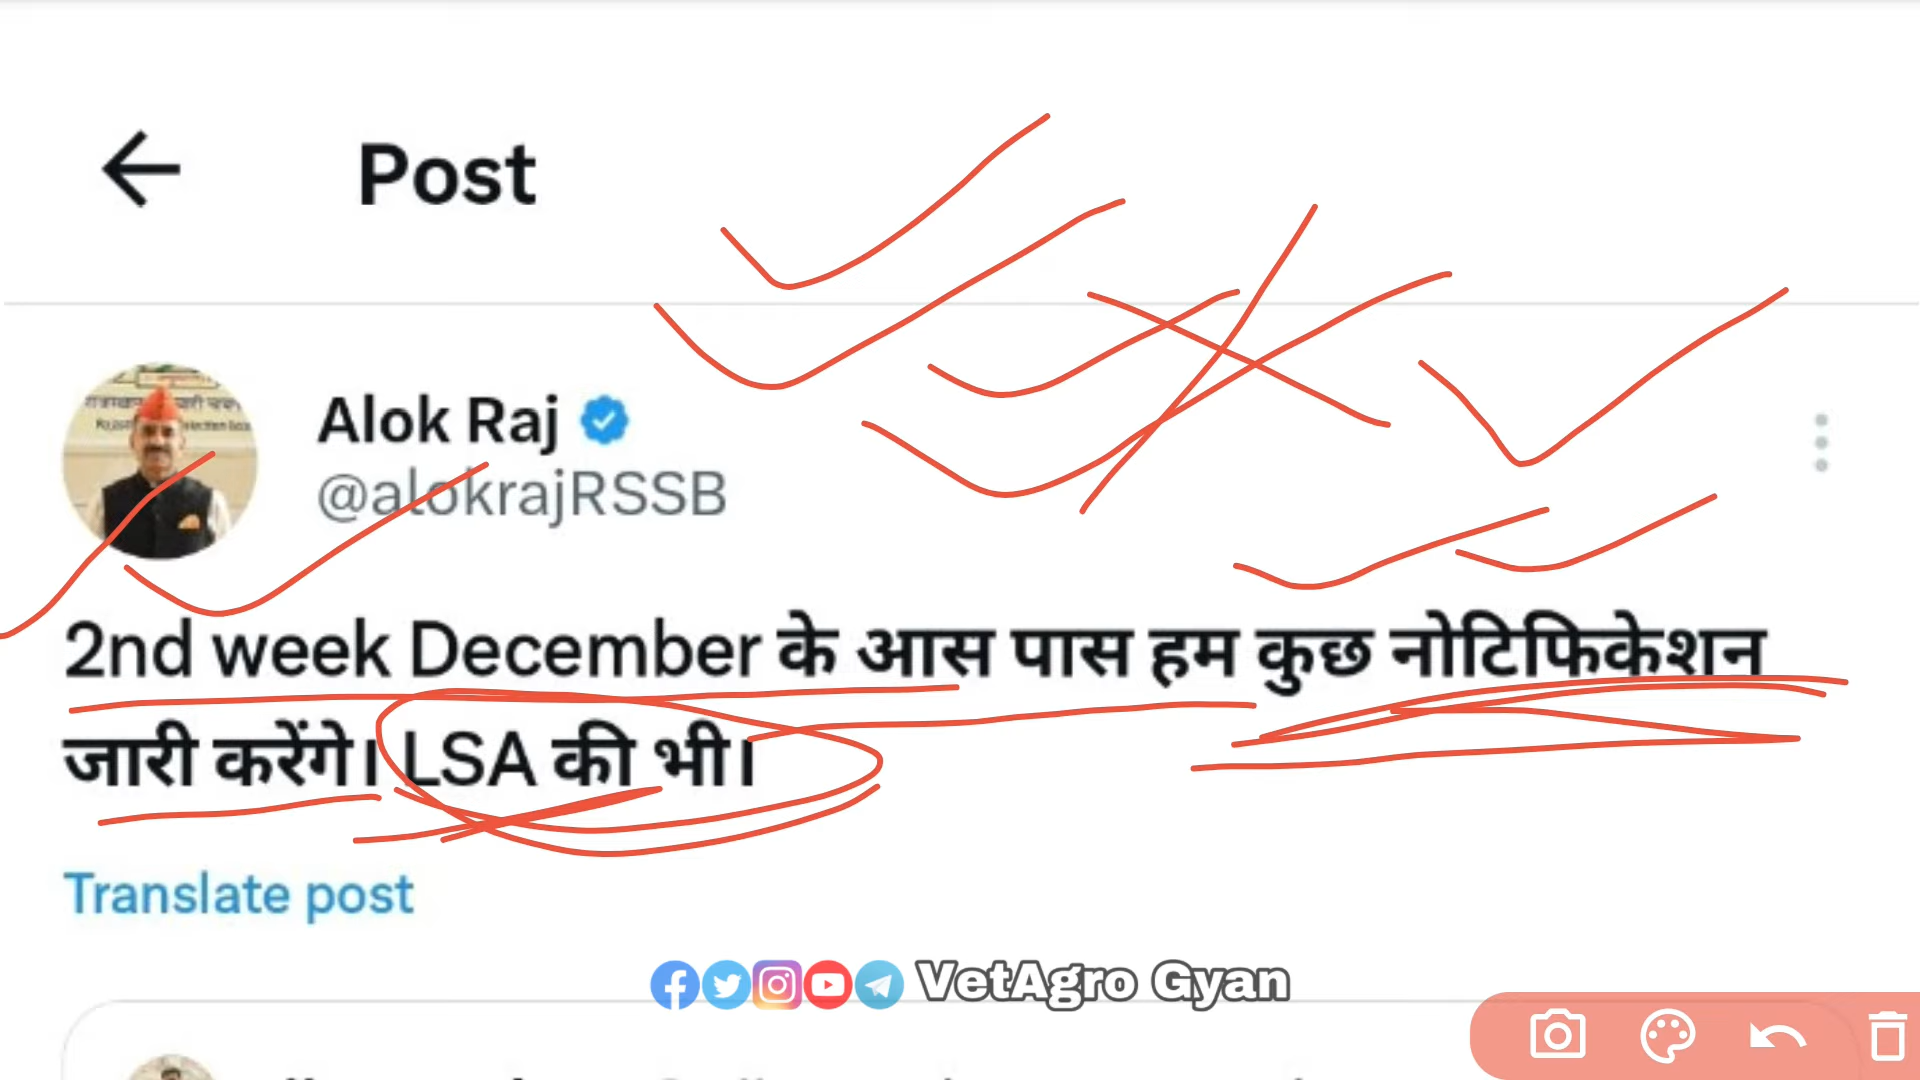 Post
Alok Raj
@alokrajRSSB
2nd week December के आस पास हम कुछ नोटिफिकेशन
जारी करेंगे। LSA की भी।
Translate post
VetAgro Gyan